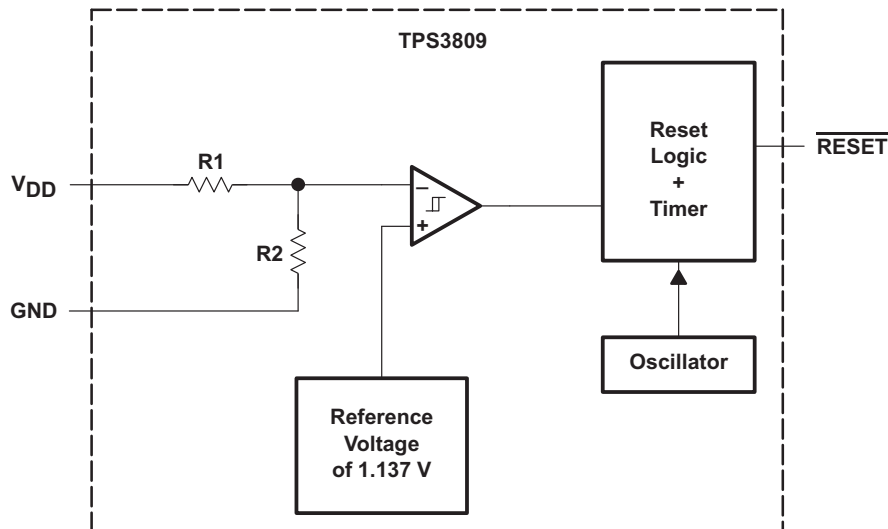 TPS3809
Reset
Logic
+
Timer
RESET
R1
VDD
−
+
R2
GND
Oscillator
Reference
Voltage
of 1.137 V